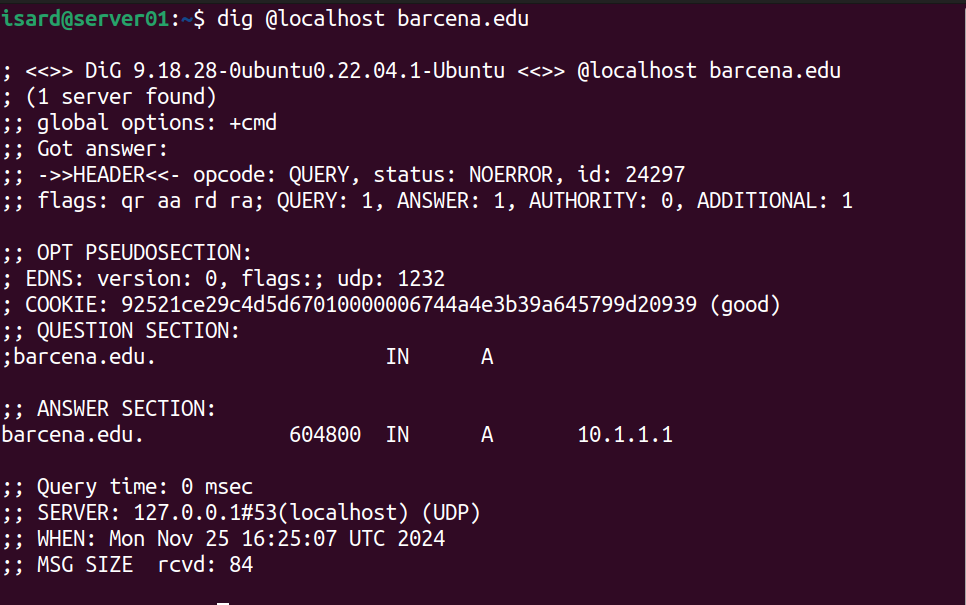 isard@server01:~$ dig @localhost barcena.edu
; <<>> DiG 9.18.28-0ubuntu0.22.04.1-Ubuntu <<>> @localhost barcena.edu
; (1 server found)
;; global options: +cmd
;; Got answer:
;; ->>HEADER<<- opcode: QUERY, status: NOERROR, id: 24297
;; flags: qr aa rd ra; QUERY: 1, ANSWER: 1, AUTHORITY: 0, ADDITIONAL: 1
;; OPT PSEUDOSECTION:
; EDNS: version: 0, flags:; udp: 1232
; COOKIE: 92521ce29c4d5d67010000006744a4e3b39a645799d20939 (good)
;; QUESTION SECTION:
;barcena.edu. IN A
;; ANSWER SECTION:
barcena.edu. 604800 IN A 10.1.1.1
;; Query time: 0 msec
;; SERVER: 127.0.0.1#53(localhost) (UDP)
;; WHEN: Mon Nov 25 16:25:07 UTC 2024
;; MSG SIZE  rcvd: 84